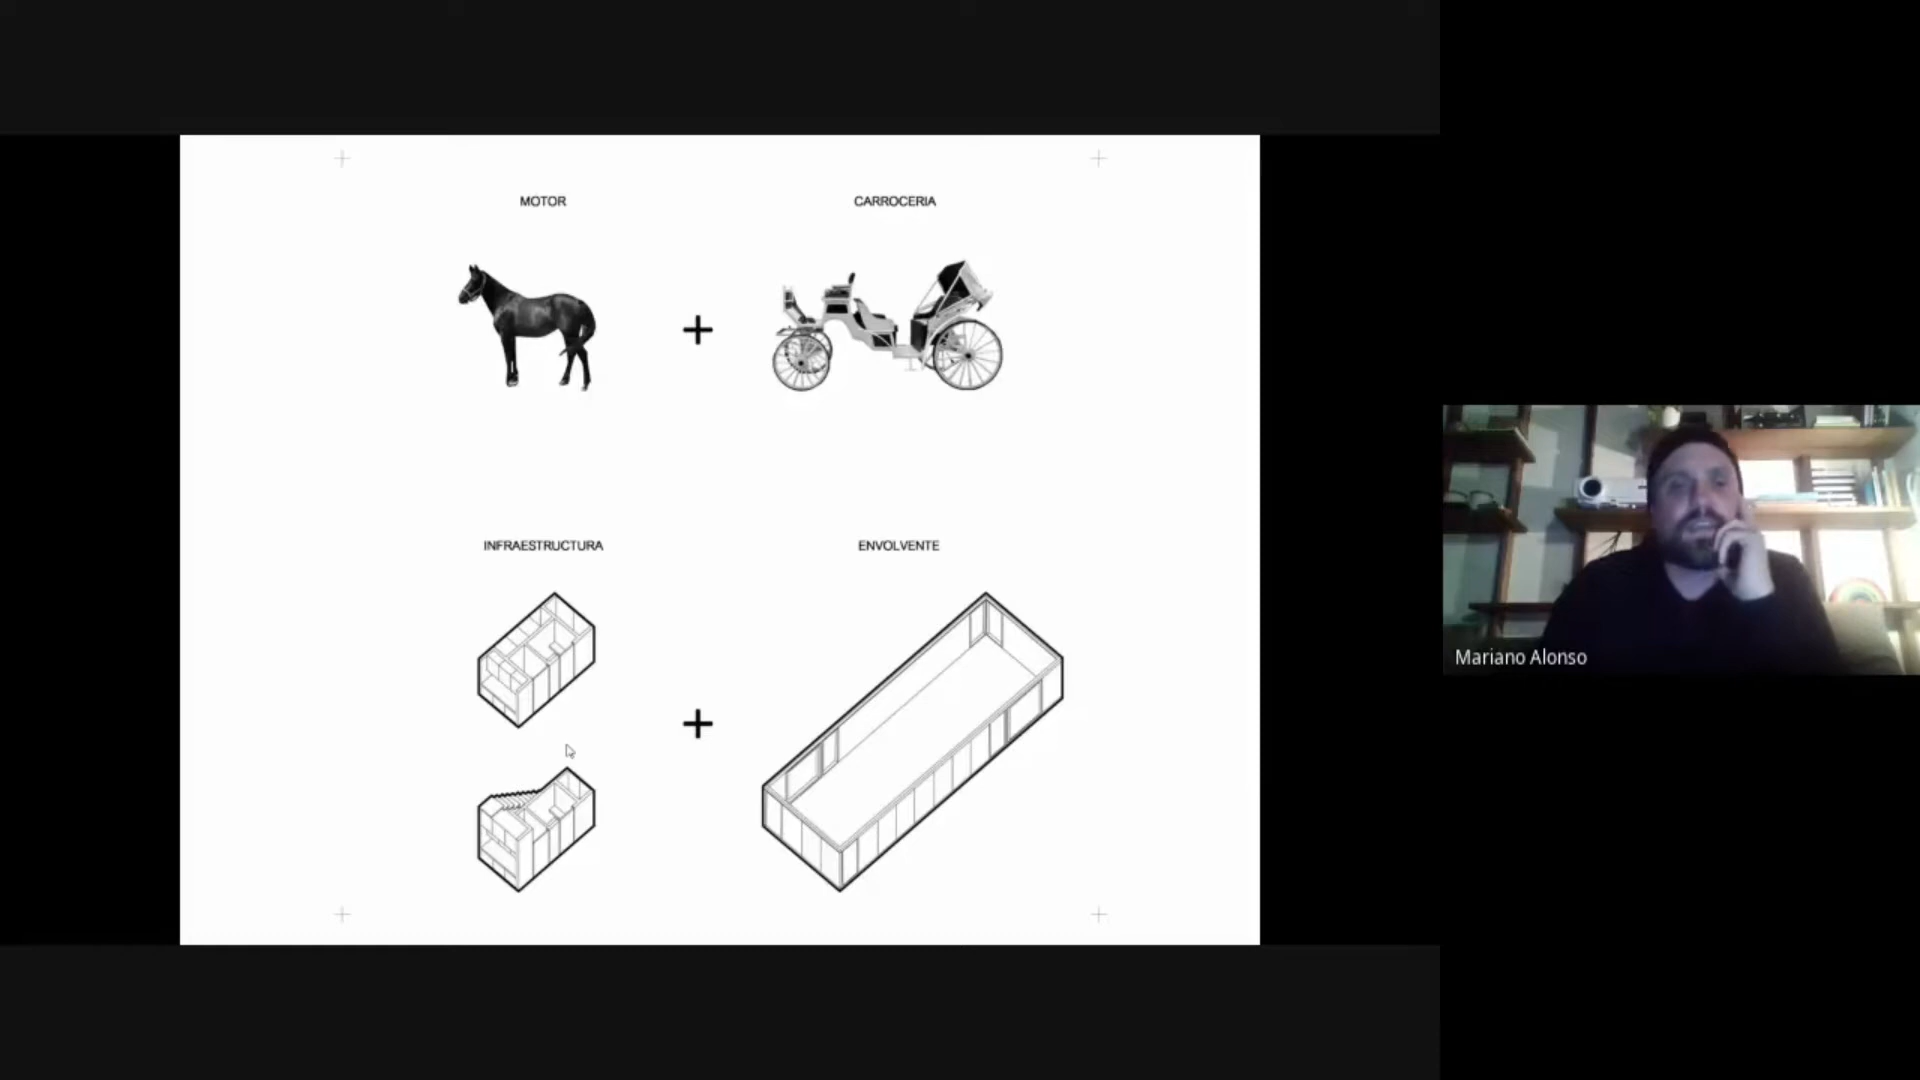 MOTOR
CARROCERIA
+
INFRAESTRUCTURA
ENVOLVENTE
+
Mariano Alonso